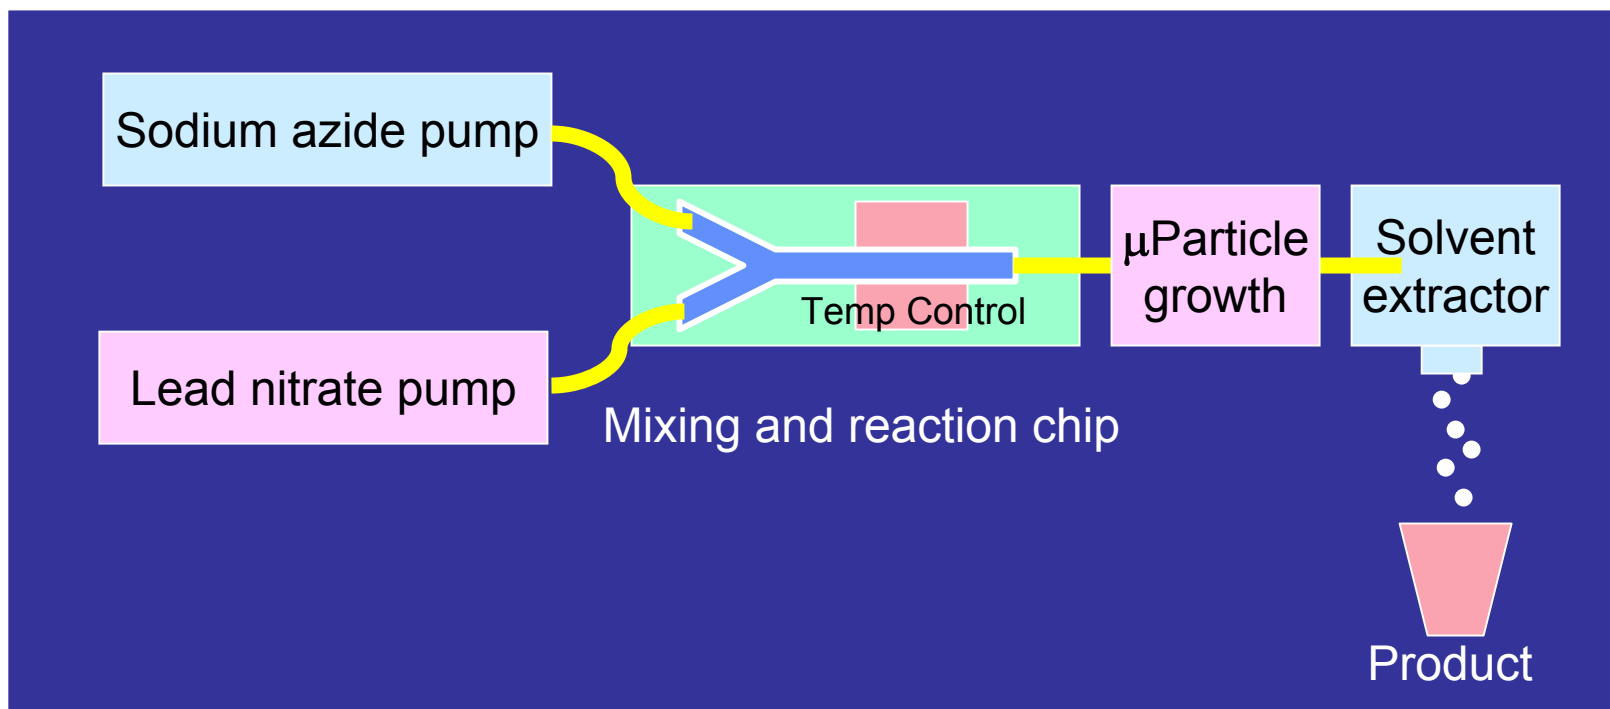 Sodium azide pump
Lead nitrate pump
Temp Control
Mixing and reaction chip
μParticle
growth
Solvent
extractor
Product